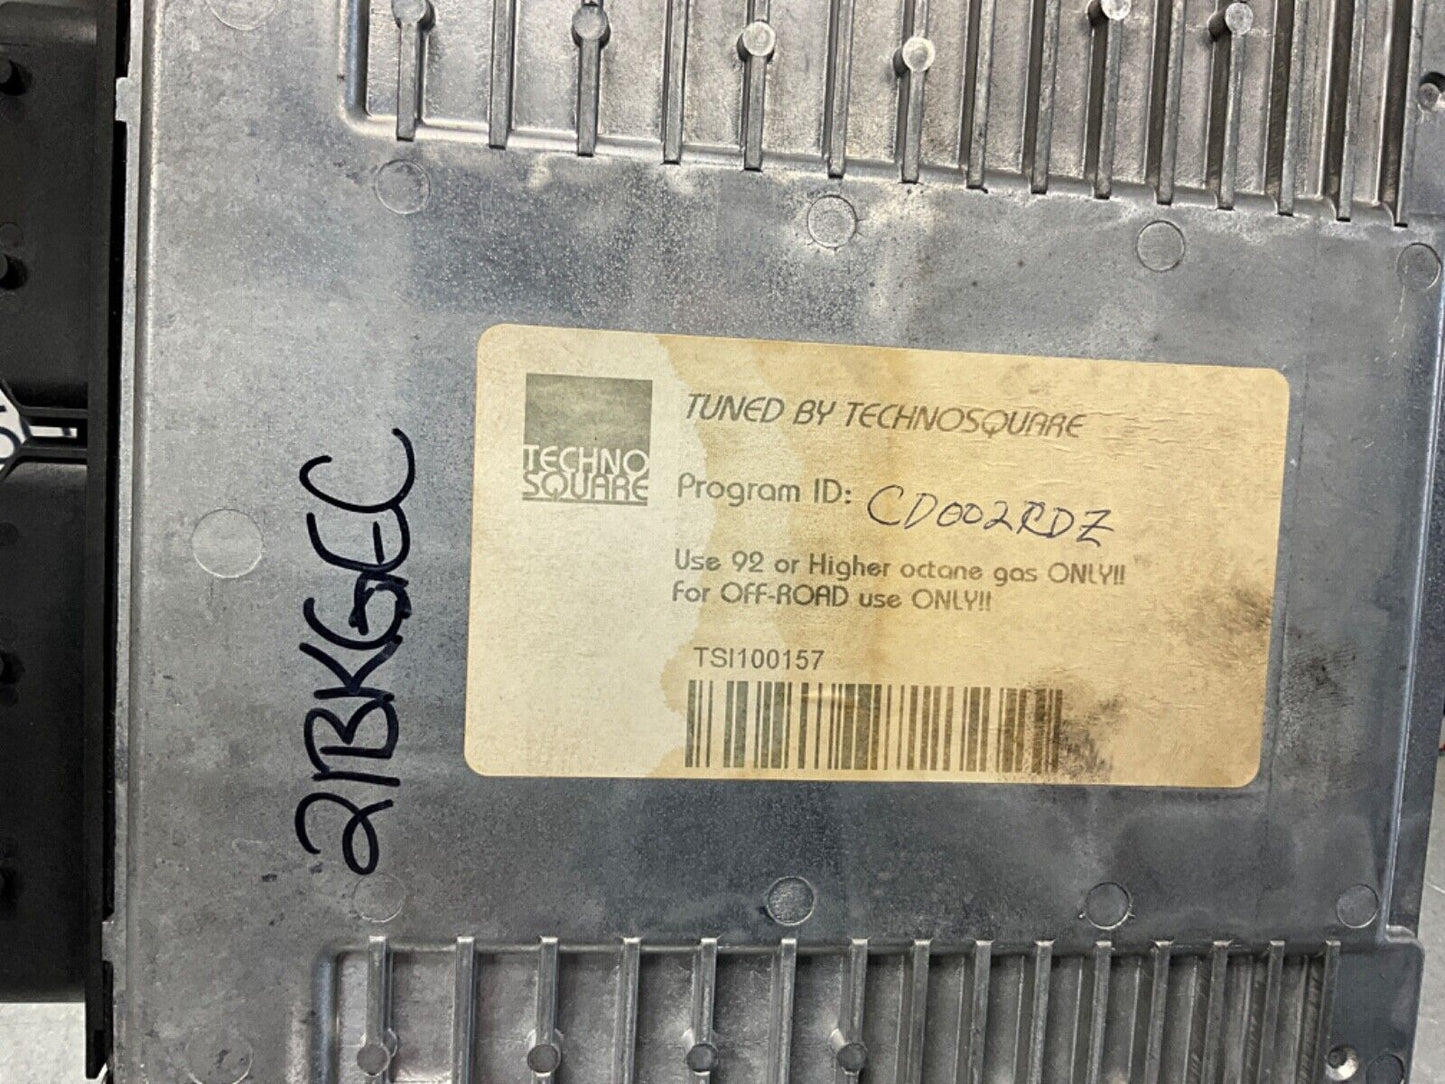 TECHNO
SQUARE
TUNED BY TECHNOSQUARE
Program ID: CD002RDZ
Use 92 or Higher octane gas ONLY!!
For OFF-ROAD use ONLY!!
TSI100157
21BKGEC